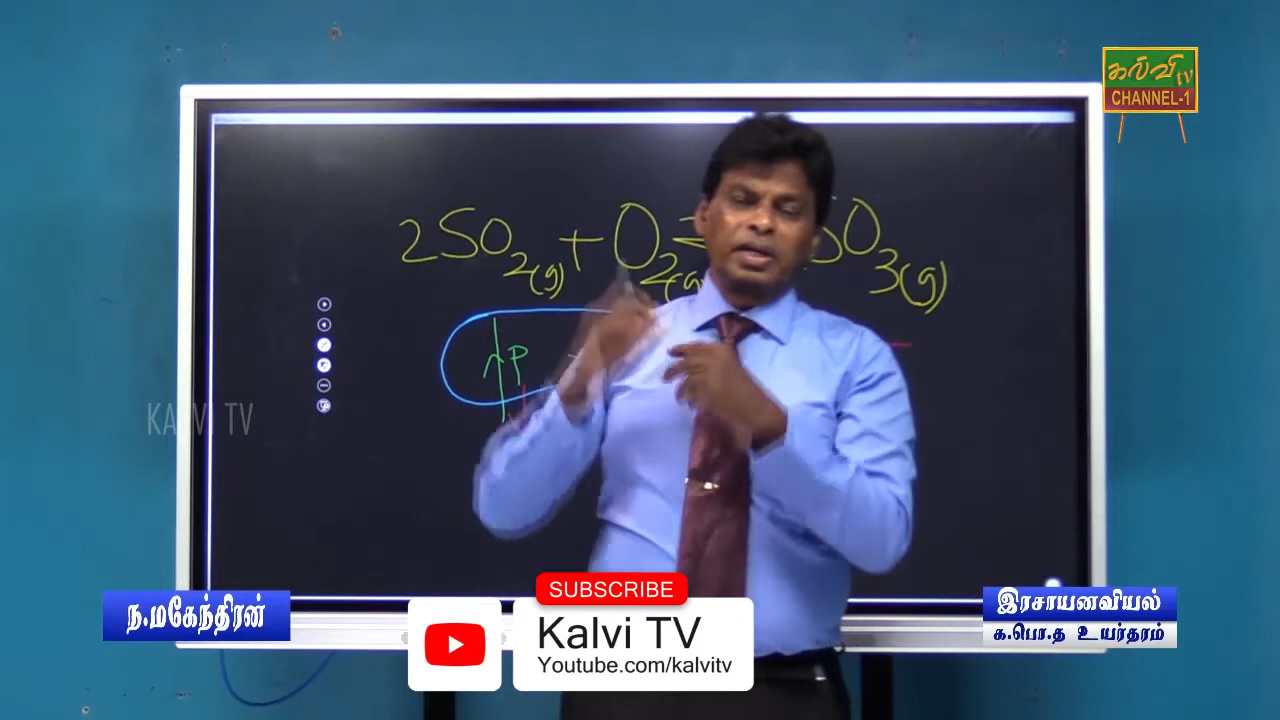 கல்வி TV
CHANNEL-1
2SO2(g) + O2(g) ⇌ SO3(g)
P
KALVI TV
ந.மகேந்திரன்
SUBSCRIBE
Kalvi TV
Youtube.com/kalvitv
இரசாயனவியல்
க.பொ.த உயர்தரம்